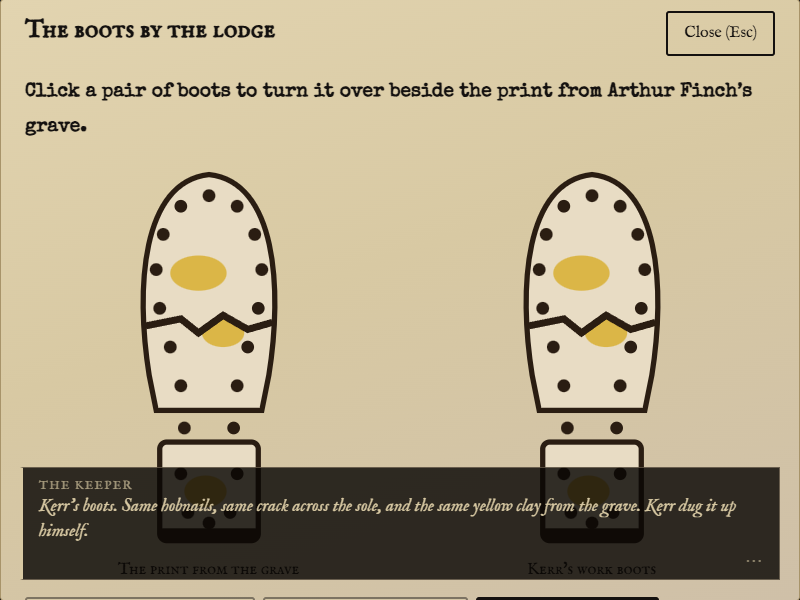 The boots by the lodge
Close (Esc)
Click a pair of boots to turn it over beside the print from Arthur Finch's
grave.
The Keeper
Kerr's boots. Same hobnails, same crack across the sole, and the same yellow clay from the grave. Kerr dug it up
himself.
...
The print from the grave
Kerr's work boots